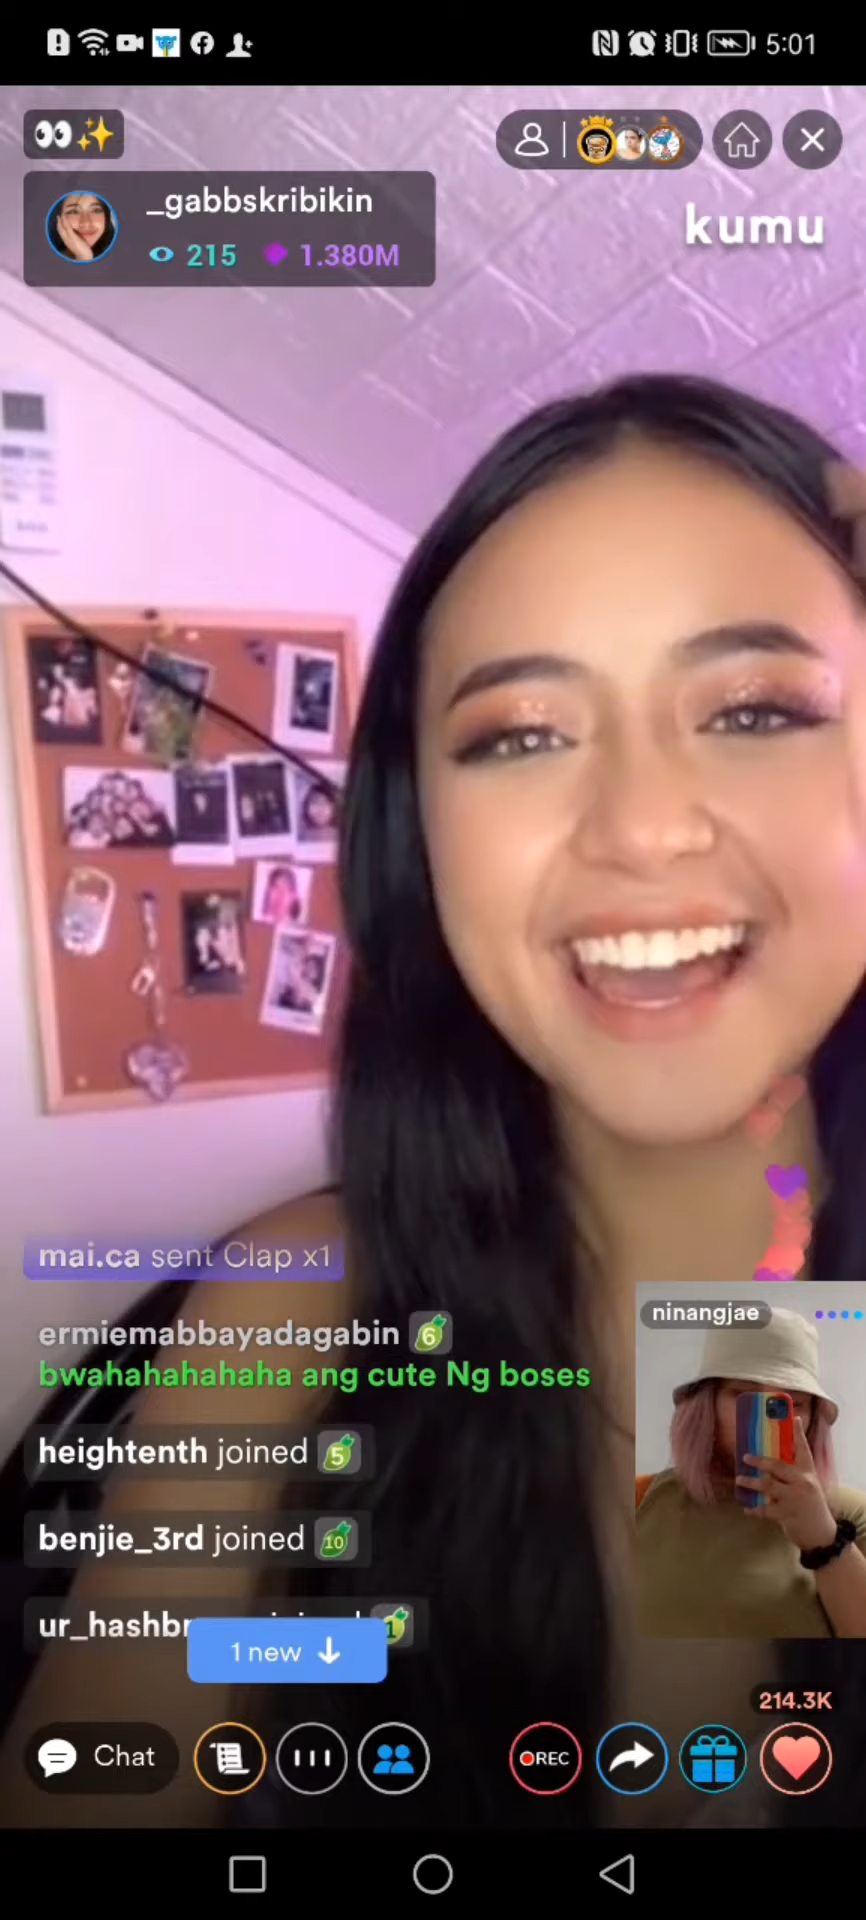 5:01
_gabbskribikin
215 1.380M
kumu
mai.ca sent Clap x1
ermiemabbayadagabin 6
bwahahahahaha ang cute Ng boses
ninangjae
heightenth joined 5
benjie_3rd joined 10
1
1 new
214.3K
Chat
REC